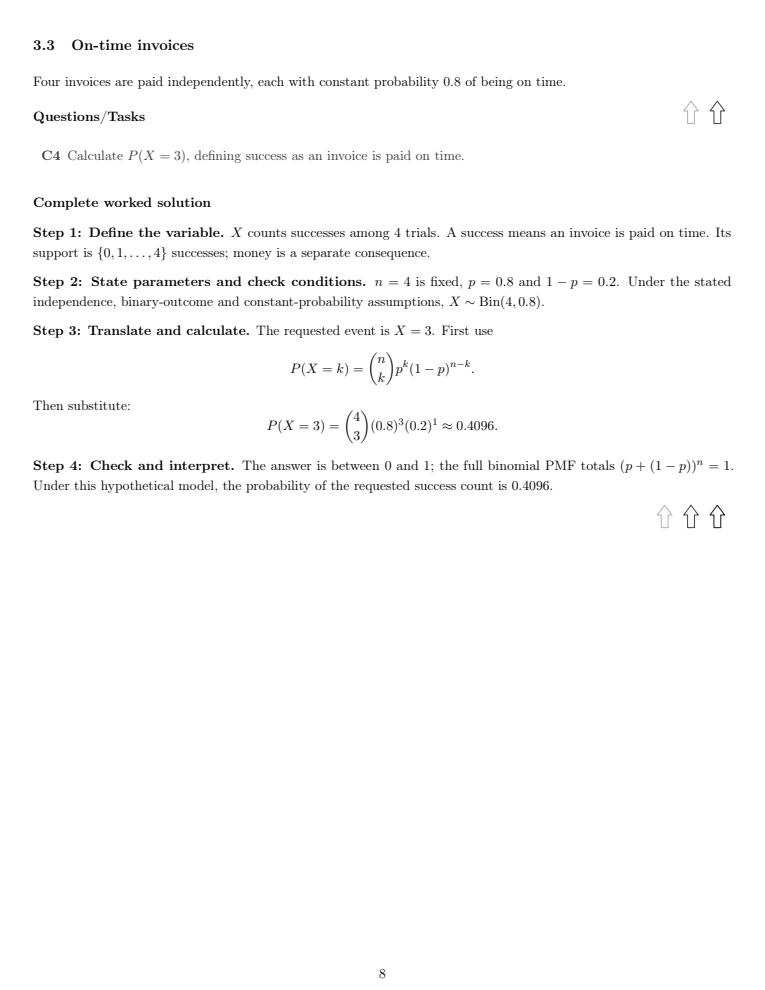 3.3 On-time invoices
Four invoices are paid independently, each with constant probability 0.8 of being on time.
Questions/Tasks
C4 Calculate P(X = 3), defining success as an invoice is paid on time.
Complete worked solution
Step 1: Define the variable. X counts successes among 4 trials. A success means an invoice is paid on time. Its
support is {0, 1, . . . , 4} successes; money is a separate consequence.
Step 2: State parameters and check conditions. n = 4 is fixed, p = 0.8 and 1 − p = 0.2. Under the stated
independence, binary-outcome and constant-probability assumptions, X ∼ Bin(4, 0.8).
Step 3: Translate and calculate. The requested event is X = 3. First use
P(X = k) = (n k) p^k (1 − p)^{n−k}.
Then substitute:
P(X = 3) = (4 3) (0.8)^3 (0.2)^1 ≈ 0.4096.
Step 4: Check and interpret. The answer is between 0 and 1; the full binomial PMF totals (p + (1 − p))^n = 1.
Under this hypothetical model, the probability of the requested success count is 0.4096.
8